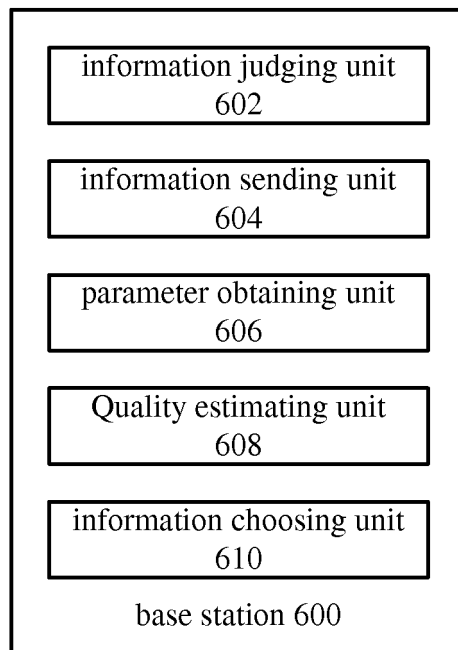 information judging unit
602
information sending unit
604
parameter obtaining unit
606
Quality estimating unit
608
information choosing unit
610
base station 600